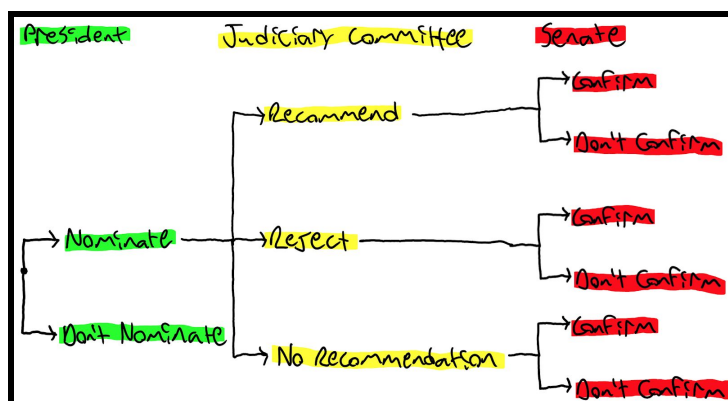 President
Judiciary Committee
Senate
Confirm
Recommend
Don't Confirm
Confirm
Nominate
Reject
Don't Confirm
Confirm
Don't Nominate
No Recommendation
Don't Confirm